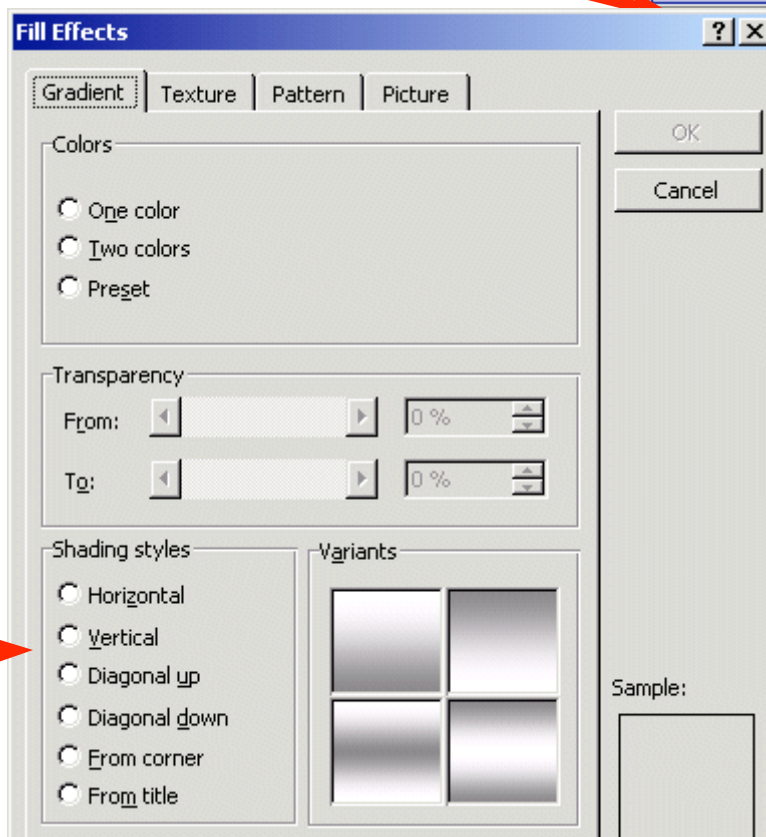 Fill Effects
Gradient Texture Pattern Picture
OK
Cancel
Colors
One color
Two colors
Preset
Transparency
From: 0 %
To: 0 %
Shading styles
Horizontal
Vertical
Diagonal up
Diagonal down
From corner
From title
Variants
Sample: